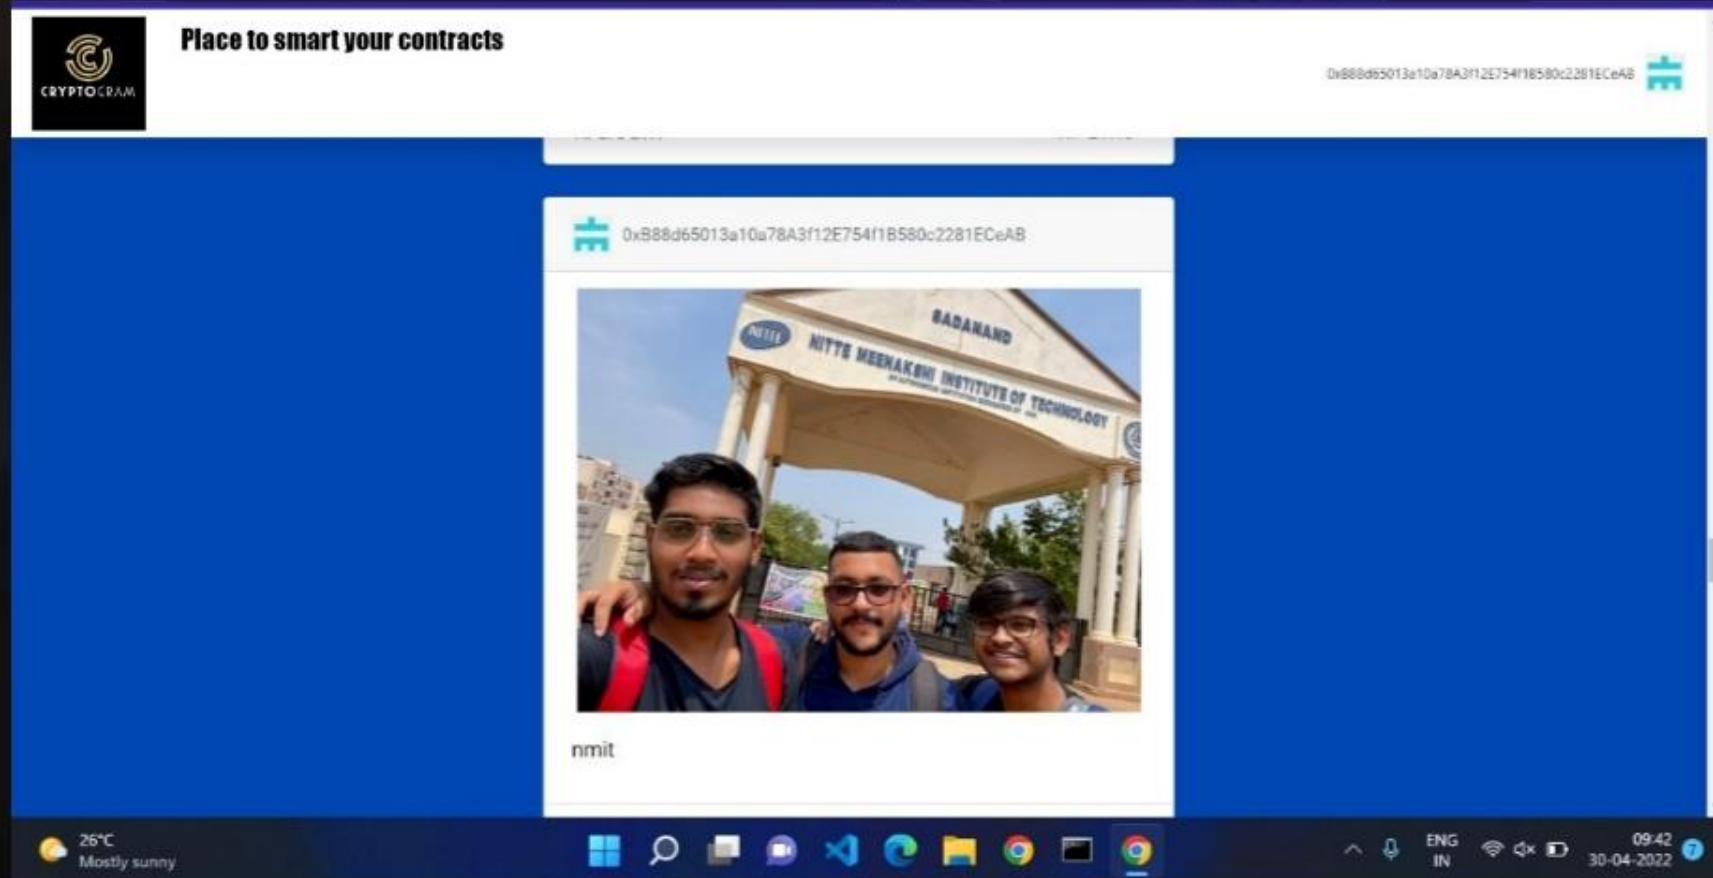 Place to smart your contracts
CRYPTOGRAM
0xB88d65013a10a78A3f12E754f1B580c2281ECeAB
0xB88d65013a10a78A3f12E754f1B580c2281ECeAB
SADANAND
NITTE
NITTE MEENAKSHI INSTITUTE OF TECHNOLOGY
nmit
26°C
Mostly sunny
ENG
IN
09:42
30-04-2022
7